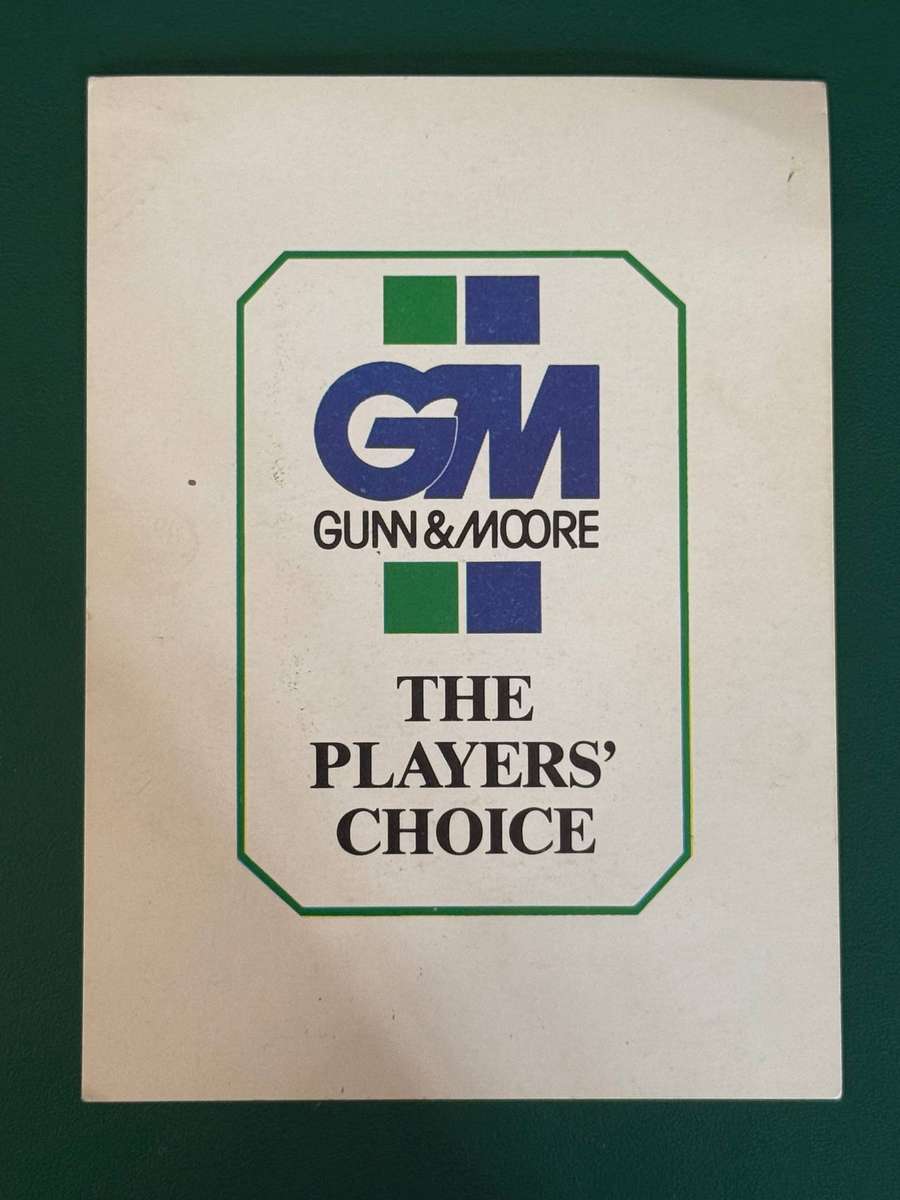 GM
GUNN & MOORE
THE
PLAYERS’
CHOICE